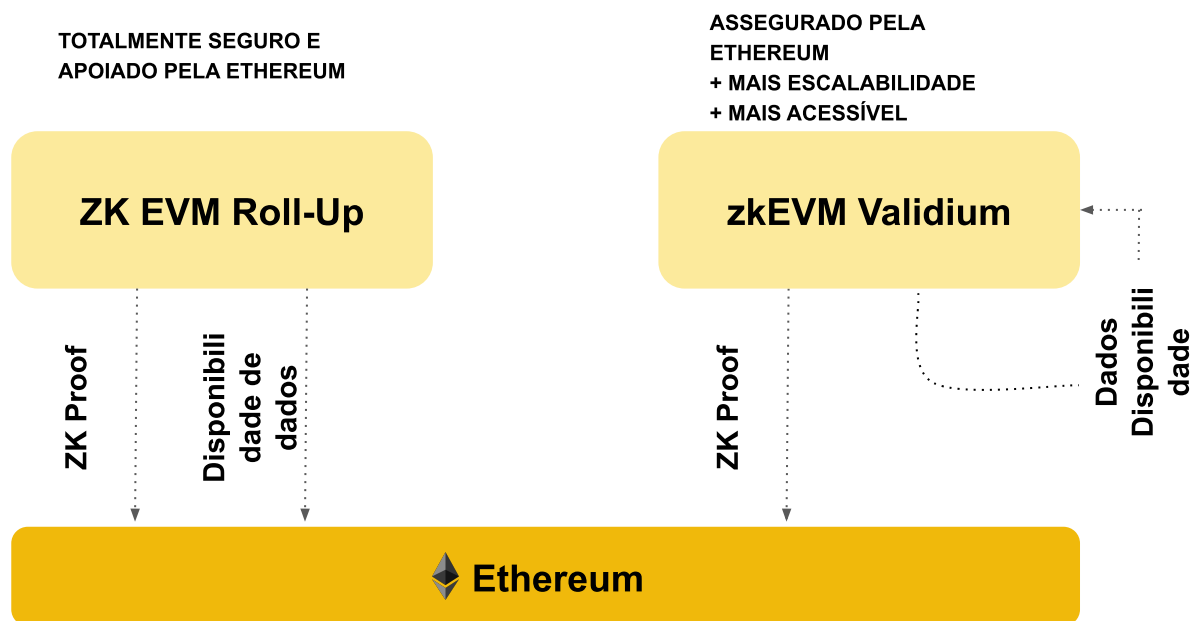 TOTALMENTE SEGURO E
APOIADO PELA ETHEREUM
ASSEGURADO PELA
ETHEREUM
+ MAIS ESCALABILIDADE
+ MAIS ACESSÍVEL
ZK EVM Roll-Up
zkEVM Validium
ZK Proof
Disponibili
dade de
dados
ZK Proof
Dados
Disponibili
dade
Ethereum